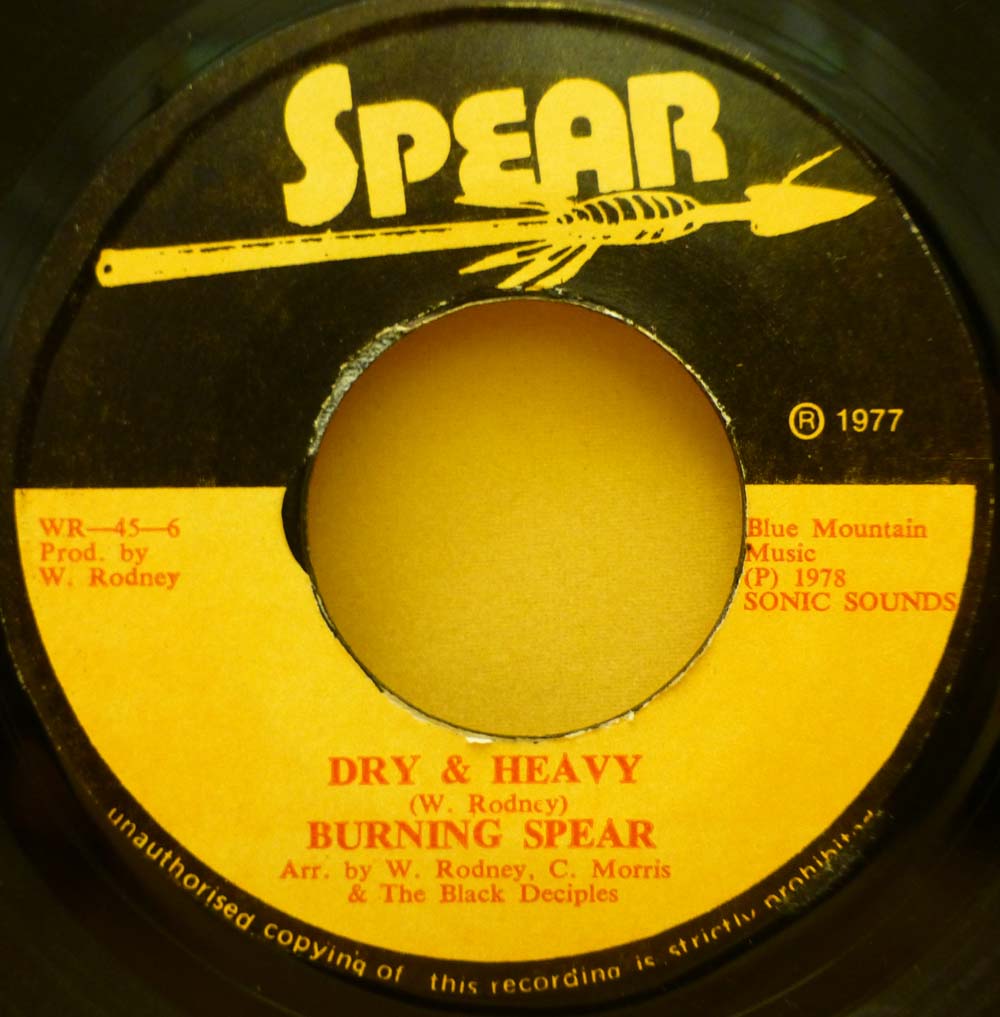 SPEAR
Ⓡ 1977
WR—45—6
Prod. by
W. Rodney
Blue Mountain
Music
(P) 1978
SONIC SOUNDS
DRY & HEAVY
(W. Rodney)
BURNING SPEAR
Arr. by W. Rodney, C. Morris
& The Black Deciples
unauthorised copying of this recording is strictly prohibited